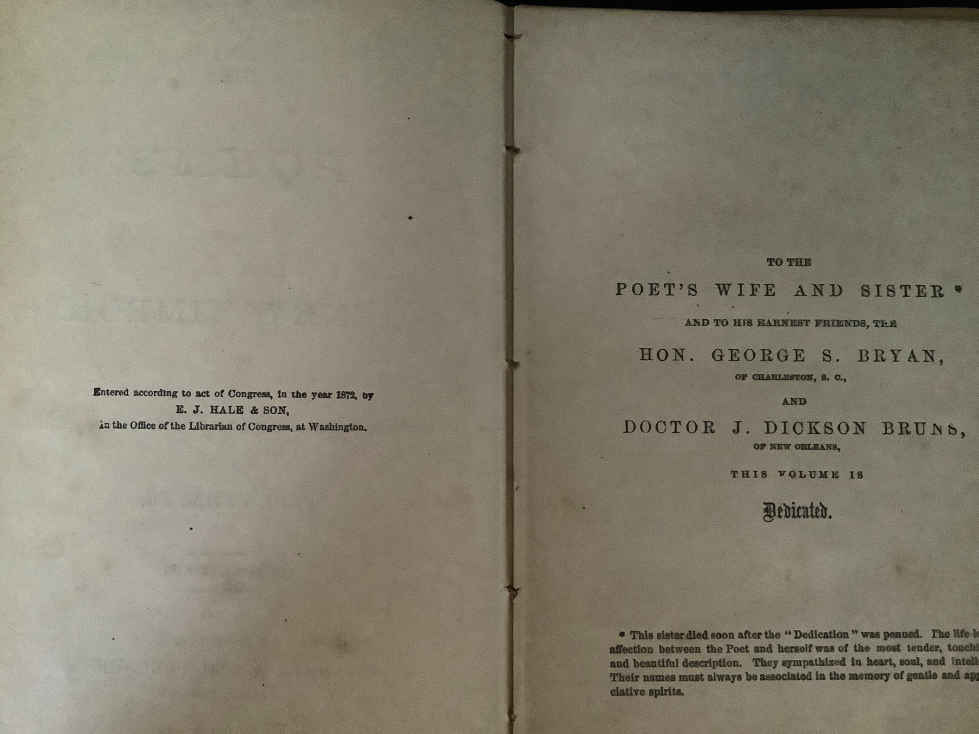 Entered according to act of Congress, in the year 1872, by
E. J. HALE & SON,
in the Office of the Librarian of Congress, at Washington.
TO THE
POET'S WIFE AND SISTER *
AND TO HIS EARNEST FRIENDS, THE
HON. GEORGE S. BRYAN,
OF CHARLESTON, S. C.,
AND
DOCTOR J. DICKSON BRUNS,
OF NEW ORLEANS,
THIS VOLUME IS
Dedicated.
* This sister died soon after the "Dedication" was penned. The
affection between the Poet and herself was of the most tender,
and beautiful description. They sympathized in heart, soul, and
Their names must always be associated in the memory of gentle and
ciative spirits.